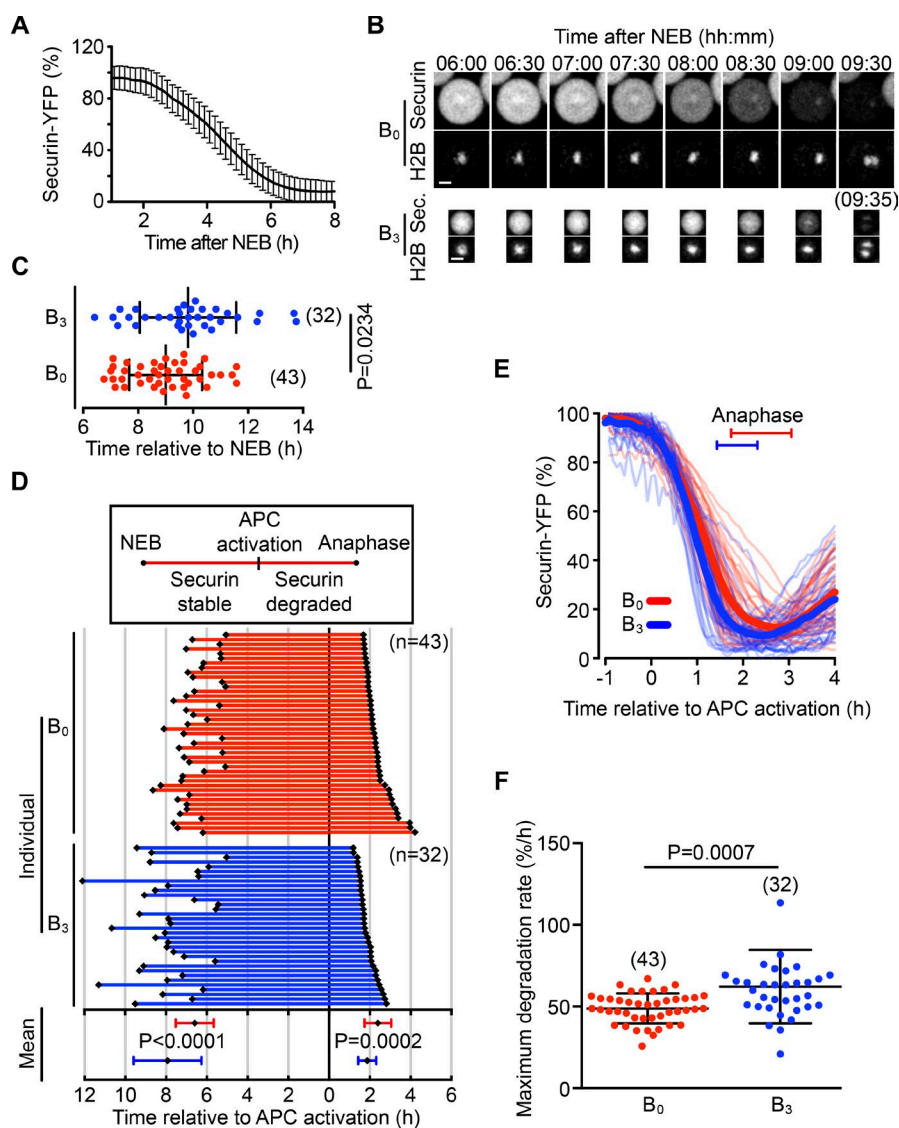 A
Securin-YFP (%)
120
80
40
0
2
4
6
8
Time after NEB (h)
B
Time after NEB (hh:mm)
06:00 06:30 07:00 07:30 08:00 08:30 09:00 09:30
B0
Securin
H2B
(09:35)
B3
Sec.
H2B
C
B3
(32)
B0
(43)
P=0.0234
6 8 10 12 14
Time relative to NEB (h)
D
APC
activation
NEB
Anaphase
Securin
stable
Securin
degraded
(n=43)
B0
Individual
(n=32)
B3
Mean
P<0.0001
P=0.0002
12 10 8 6 4 2 0 2 4 6
Time relative to APC activation (h)
E
Anaphase
Securin-YFP (%)
100
80
60
40
20
0
B0
B3
-1 0 1 2 3 4
Time relative to APC activation (h)
F
Maximum degradation rate (%/h)
150
100
50
0
P=0.0007
(32)
(43)
B0 B3